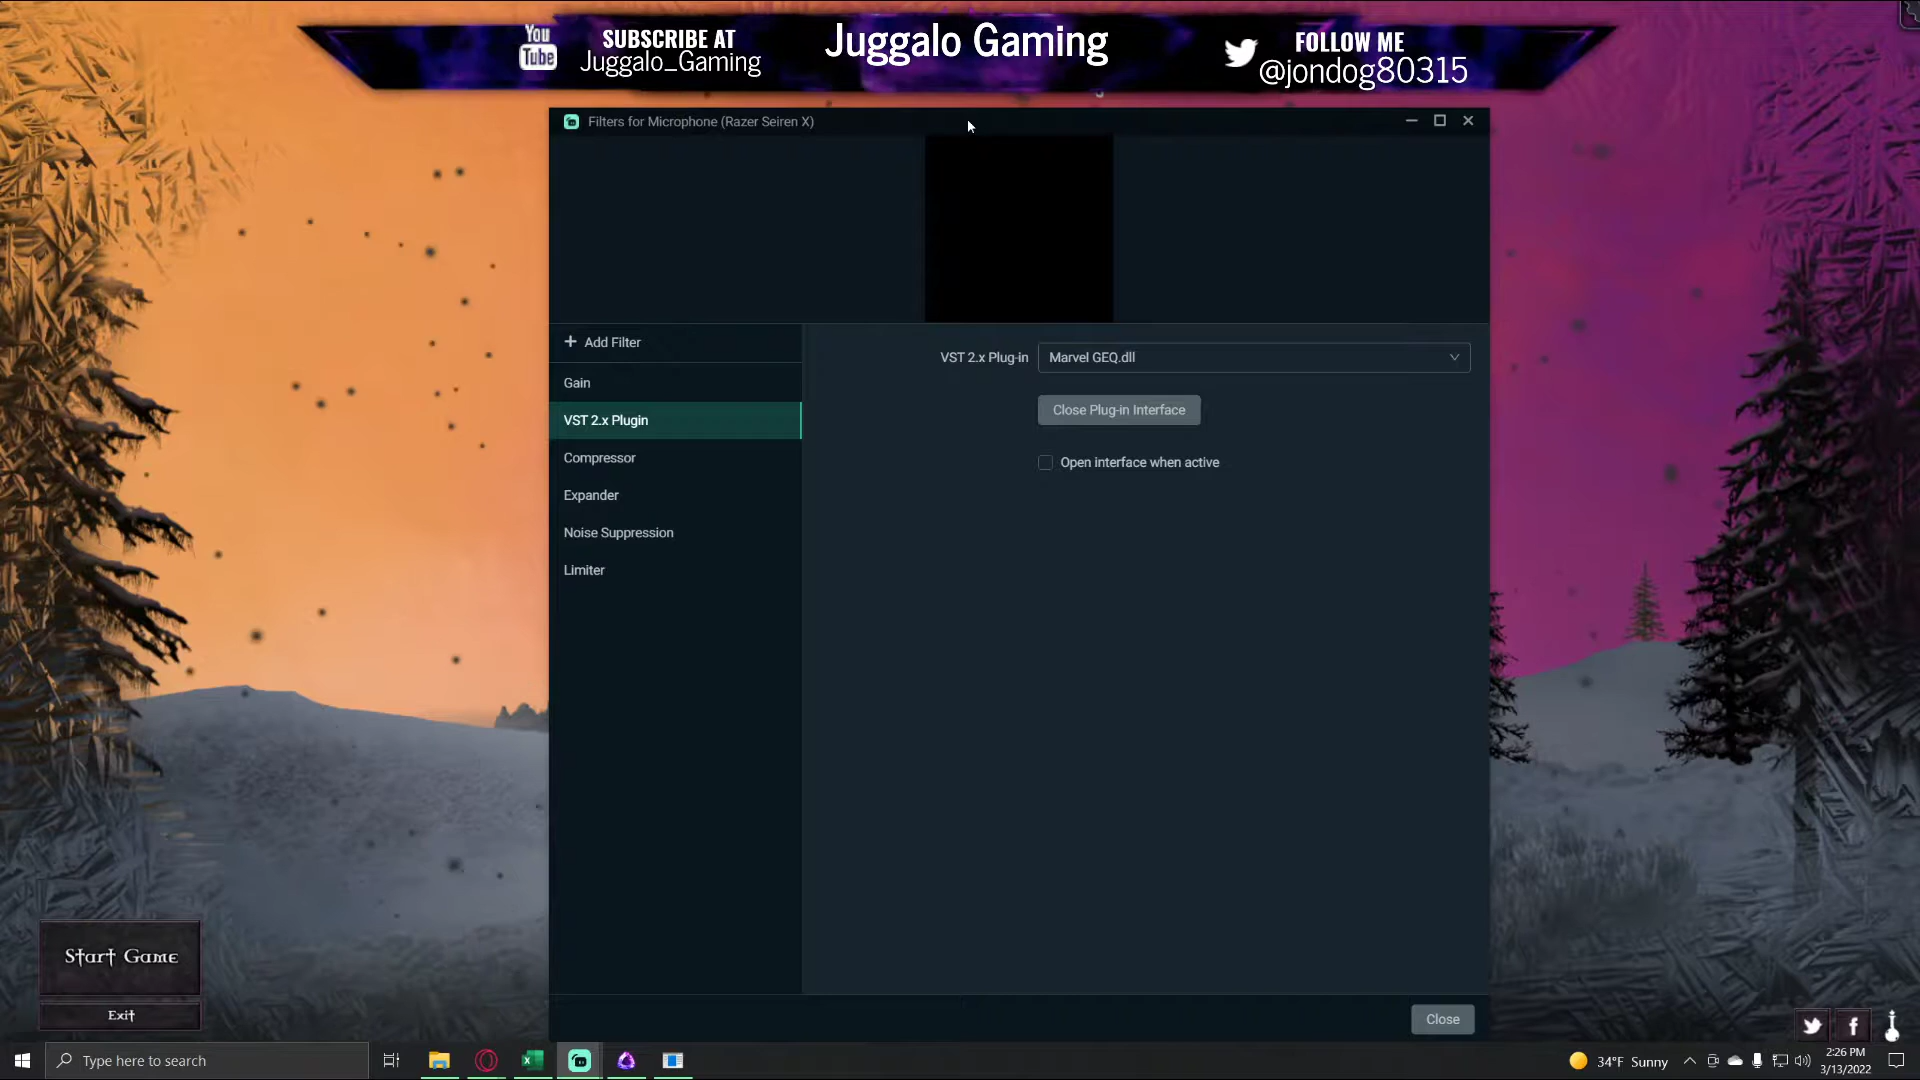 You
Tube
SUBSCRIBE AT
Juggalo_Gaming
Juggalo Gaming
FOLLOW ME
@jondog80315
Filters for Microphone (Razer Seiren X)
+ Add Filter
Gain
VST 2.x Plugin
Compressor
Expander
Noise Suppression
Limiter
VST 2.x Plug-in
Marvel GEQ.dll
Close Plug-in Interface
Open interface when active
Close
Start Game
Exit
Type here to search
34°F Sunny
2:26 PM
3/13/2022